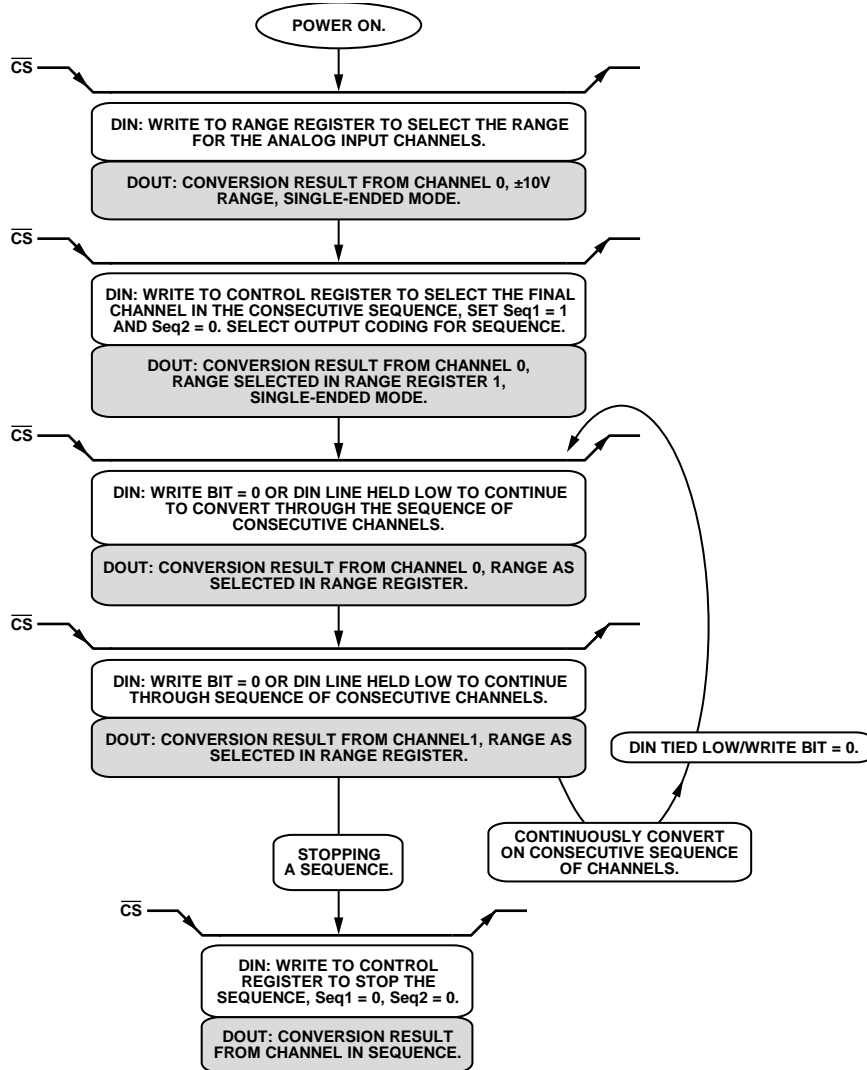 POWER ON.
CS
DIN: WRITE TO RANGE REGISTER TO SELECT THE RANGE
FOR THE ANALOG INPUT CHANNELS.
DOUT: CONVERSION RESULT FROM CHANNEL 0, ±10V
RANGE, SINGLE-ENDED MODE.
CS
DIN: WRITE TO CONTROL REGISTER TO SELECT THE FINAL
CHANNEL IN THE CONSECUTIVE SEQUENCE, SET Seq1 = 1
AND Seq2 = 0. SELECT OUTPUT CODING FOR SEQUENCE.
DOUT: CONVERSION RESULT FROM CHANNEL 0,
RANGE SELECTED IN RANGE REGISTER 1,
SINGLE-ENDED MODE.
CS
DIN: WRITE BIT = 0 OR DIN LINE HELD LOW TO CONTINUE
TO CONVERT THROUGH THE SEQUENCE OF
CONSECUTIVE CHANNELS.
DOUT: CONVERSION RESULT FROM CHANNEL 0, RANGE AS
SELECTED IN RANGE REGISTER.
CS
DIN: WRITE BIT = 0 OR DIN LINE HELD LOW TO CONTINUE
THROUGH SEQUENCE OF CONSECUTIVE CHANNELS.
DOUT: CONVERSION RESULT FROM CHANNEL1, RANGE AS
SELECTED IN RANGE REGISTER.
DIN TIED LOW/WRITE BIT = 0.
STOPPING
A SEQUENCE.
CONTINUOUSLY CONVERT
ON CONSECUTIVE SEQUENCE
OF CHANNELS.
CS
DIN: WRITE TO CONTROL
REGISTER TO STOP THE
SEQUENCE, Seq1 = 0, Seq2 = 0.
DOUT: CONVERSION RESULT
FROM CHANNEL IN SEQUENCE.